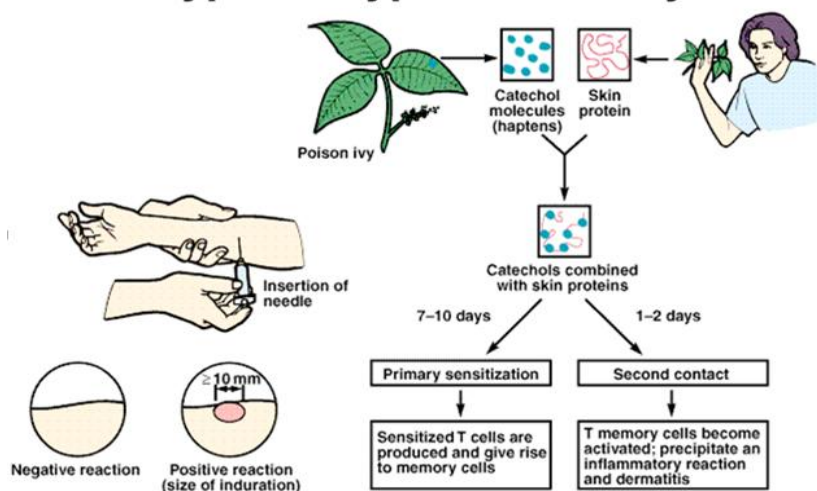 Catechol
molecules
(haptens)
Skin
protein
Poison ivy
Insertion of
needle
Catechols combined
with skin proteins
7–10 days
1–2 days
Primary sensitization
Second contact
≥10 mm
Sensitized T cells are
produced and give rise
to memory cells
T memory cells become
activated; precipitate an
inflammatory reaction
and dermatitis
Negative reaction
Positive reaction
(size of induration)